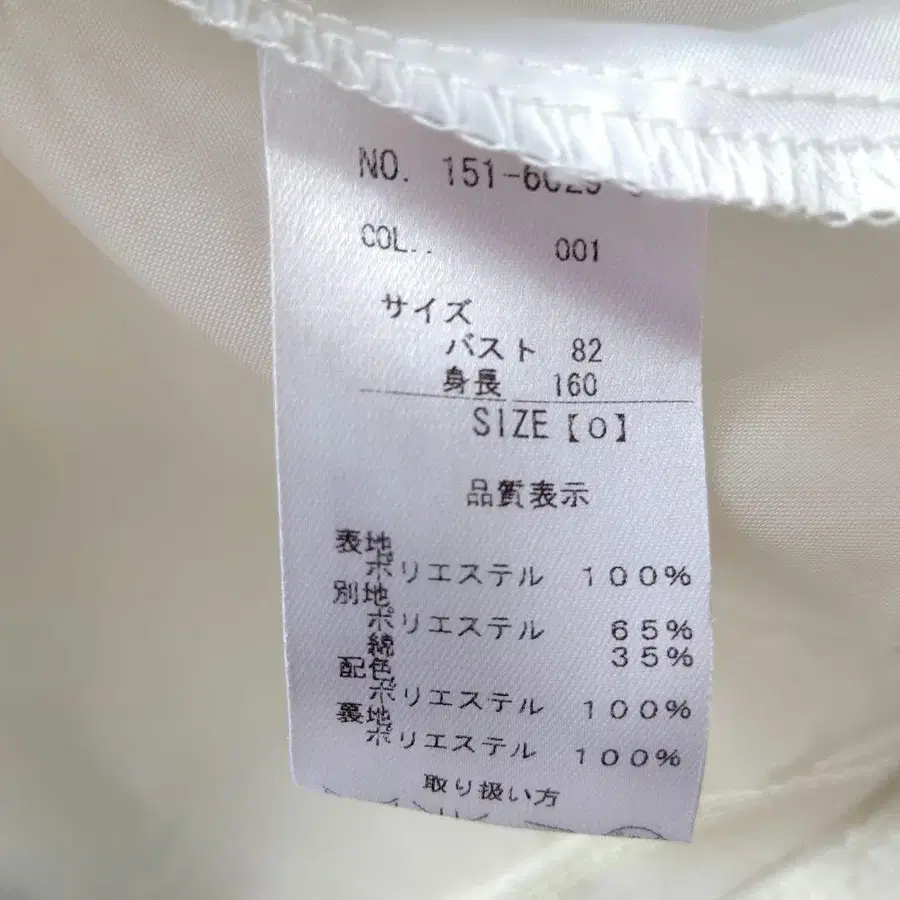 NO. 151-
COL.. 001
サイズ
バスト 82
身長 160
SIZE【0】
品質表示
表地
ポリエステル 100%
別地
ポリエステル 65%
綿 35%
配色
ポリエステル 100%
裏地
ポリエステル 100%
取り扱い方